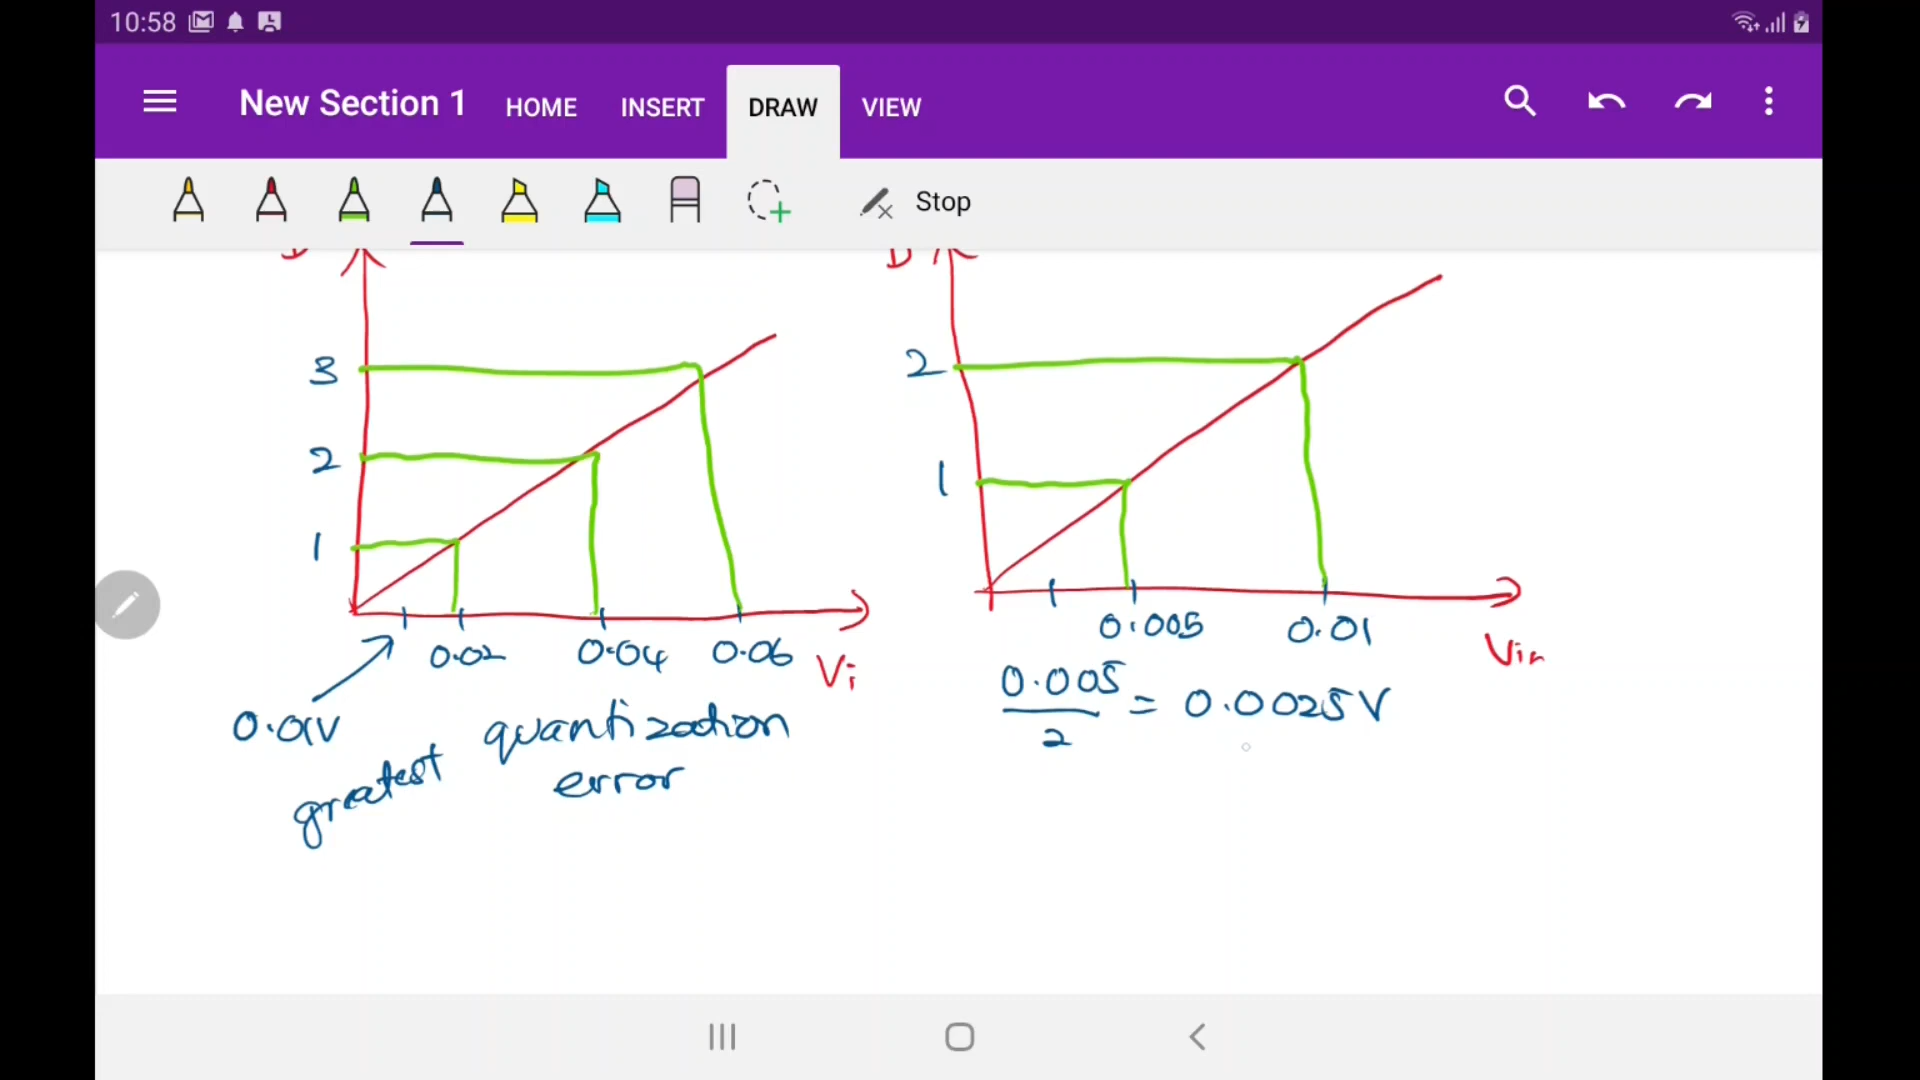 10:58
New Section 1 HOME INSERT DRAW VIEW
Stop
D
3
2
1
0.02 0.04 0.06 Vi
0.01V
greatest quantization
error
D
2
1
0.005 0.01
Vin
0.005
2
= 0.0025V